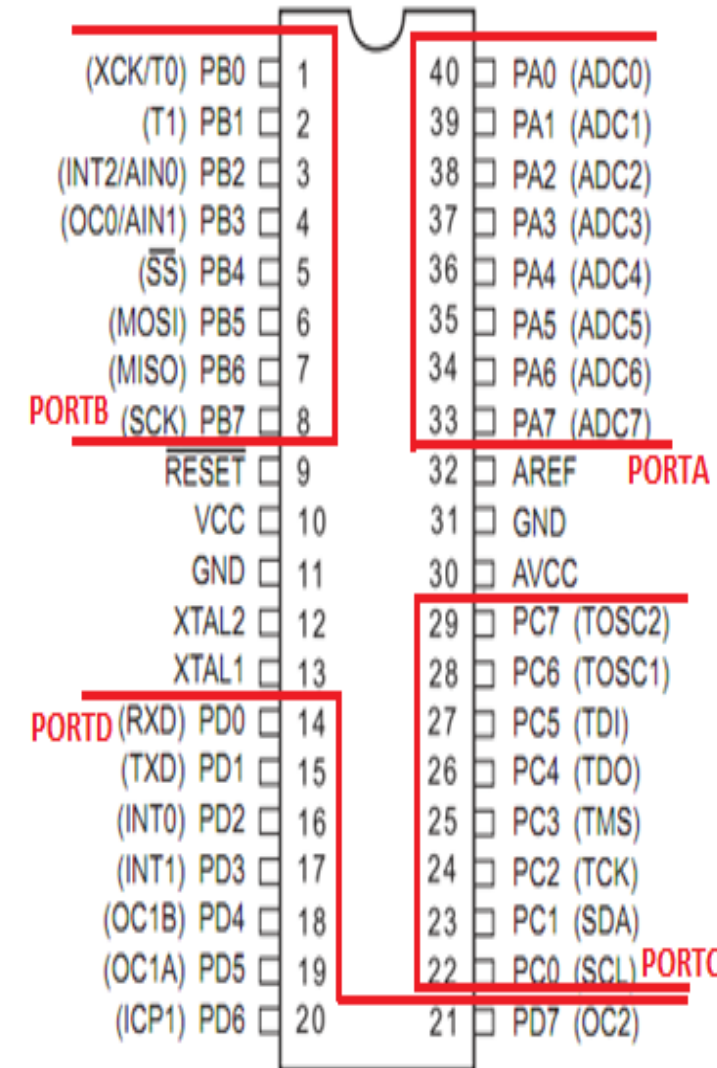 (XCK/T0) PB0 1 40 PA0 (ADC0)
(T1) PB1 2 39 PA1 (ADC1)
(INT2/AIN0) PB2 3 38 PA2 (ADC2)
(OC0/AIN1) PB3 4 37 PA3 (ADC3)
(SS) PB4 5 36 PA4 (ADC4)
(MOSI) PB5 6 35 PA5 (ADC5)
(MISO) PB6 7 34 PA6 (ADC6)
PORTB (SCK) PB7 8 33 PA7 (ADC7)
RESET 9 32 AREF PORTA
VCC 10 31 GND
GND 11 30 AVCC
XTAL2 12 29 PC7 (TOSC2)
XTAL1 13 28 PC6 (TOSC1)
PORTD (RXD) PD0 14 27 PC5 (TDI)
(TXD) PD1 15 26 PC4 (TDO)
(INT0) PD2 16 25 PC3 (TMS)
(INT1) PD3 17 24 PC2 (TCK)
(OC1B) PD4 18 23 PC1 (SDA)
(OC1A) PD5 19 22 PC0 (SCL) PORTC
(ICP1) PD6 20 21 PD7 (OC2)